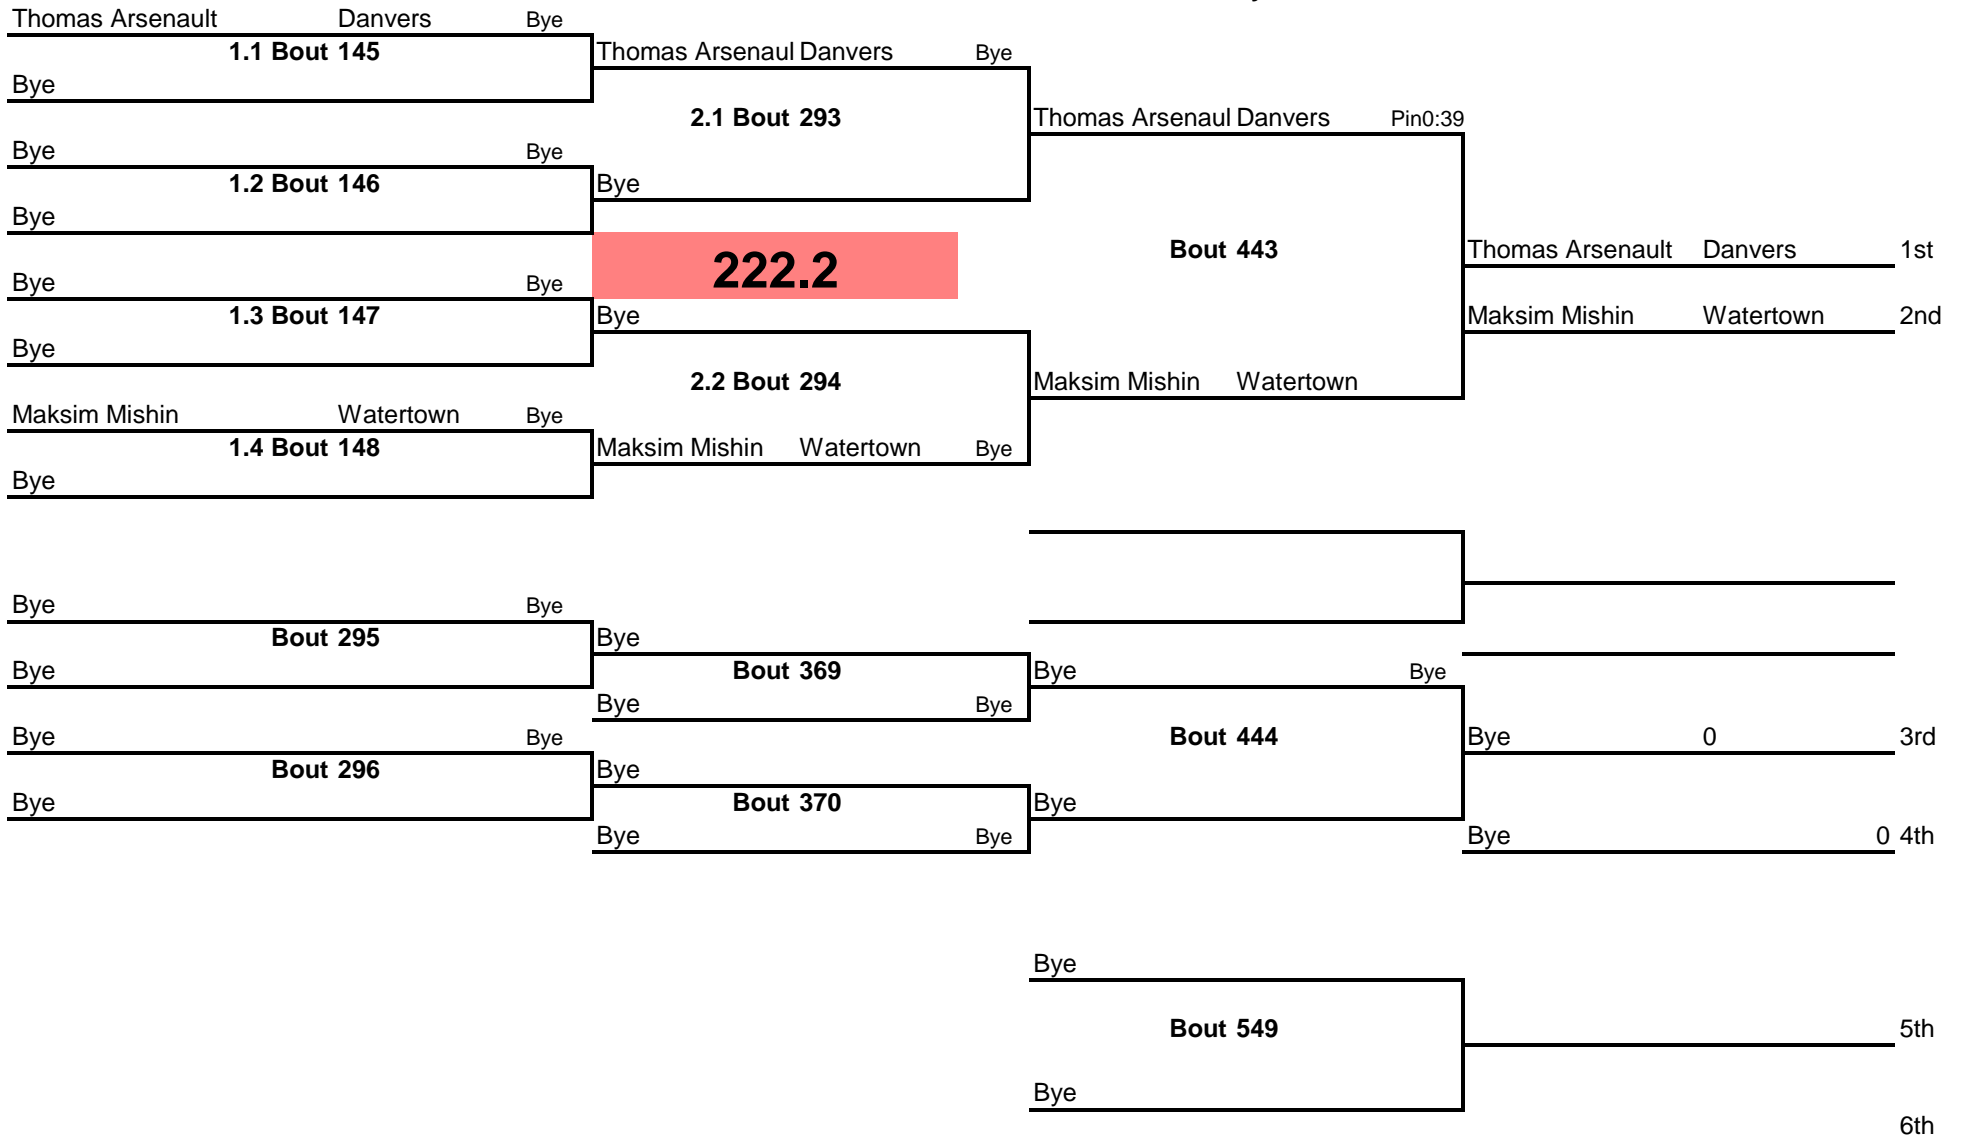 Thomas Arsenault Danvers Bye
1.1 Bout 145
Thomas Arsenaul Danvers Bye
Bye
2.1 Bout 293
Thomas Arsenaul Danvers Pin0:39
Bye Bye
1.2 Bout 146
Bye
Bye
222.2
Bout 443
Thomas Arsenault Danvers 1st
Bye Bye
1.3 Bout 147
Bye
Maksim Mishin Watertown 2nd
Bye
2.2 Bout 294
Maksim Mishin Watertown
Maksim Mishin Watertown Bye
1.4 Bout 148
Maksim Mishin Watertown Bye
Bye
Bye Bye
Bout 295
Bye
Bye
Bout 369
Bye Bye
Bye Bye
Bye Bye
Bout 444
Bye 0 3rd
Bout 296
Bye
Bye
Bout 370
Bye
Bye Bye
Bye 0 4th
Bye
Bout 549
5th
Bye
6th